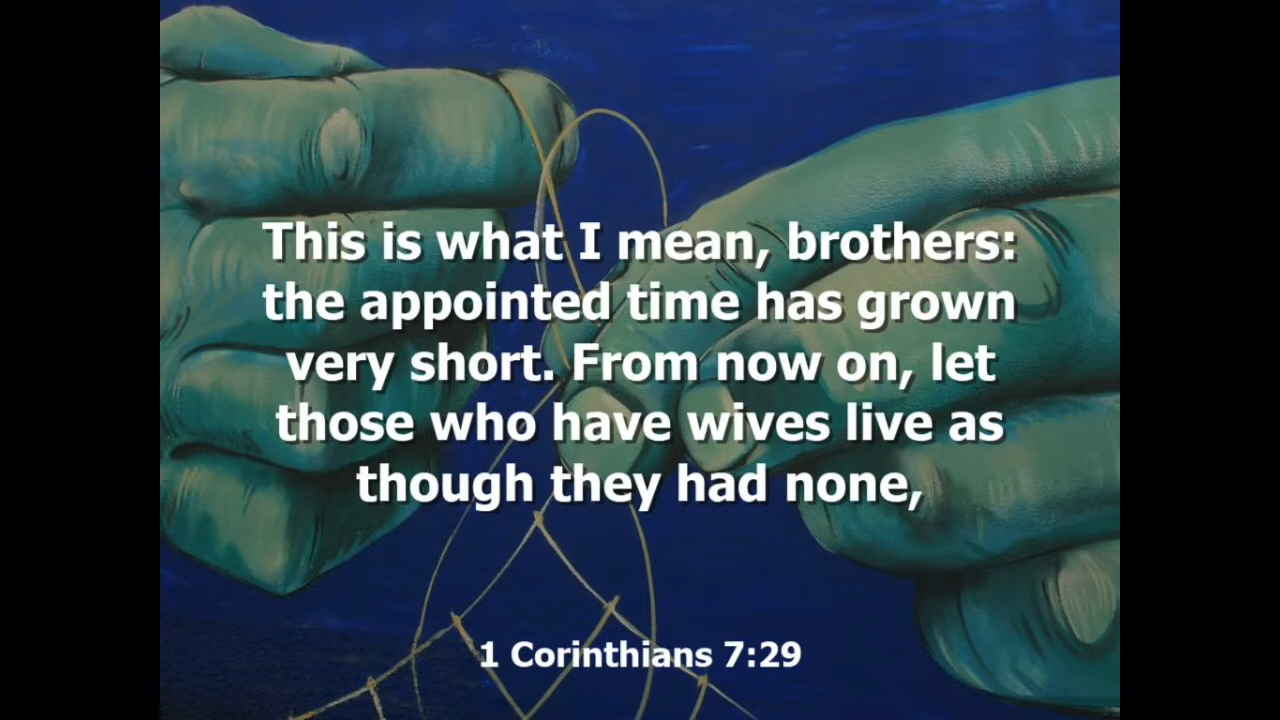 This is what I mean, brothers:
the appointed time has grown
very short. From now on, let
those who have wives live as
though they had none,
1 Corinthians 7:29